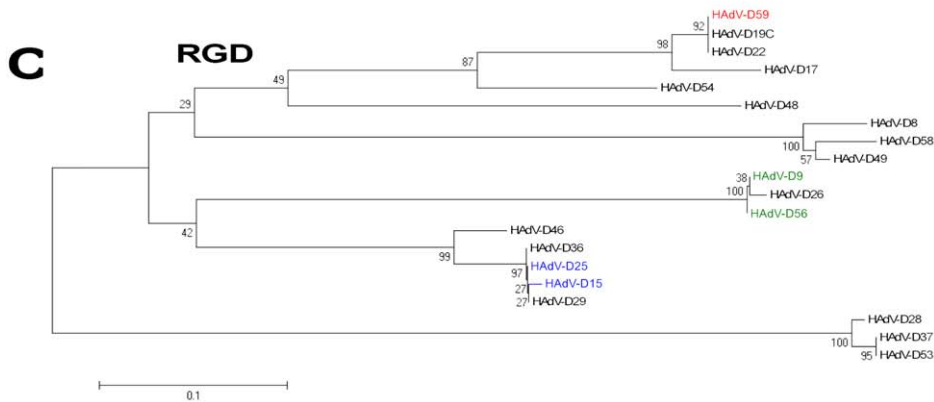 C
RGD
92
HAdV-D59
HAdV-D19C
HAdV-D22
98
HAdV-D17
87
HAdV-D54
49
HAdV-D48
29
HAdV-D8
100
HAdV-D58
57
HAdV-D49
38
HAdV-D9
100
HAdV-D26
HAdV-D56
42
HAdV-D46
99
HAdV-D36
97
HAdV-D25
HAdV-D15
27
27
HAdV-D29
HAdV-D28
100
HAdV-D37
95
HAdV-D53
0.1